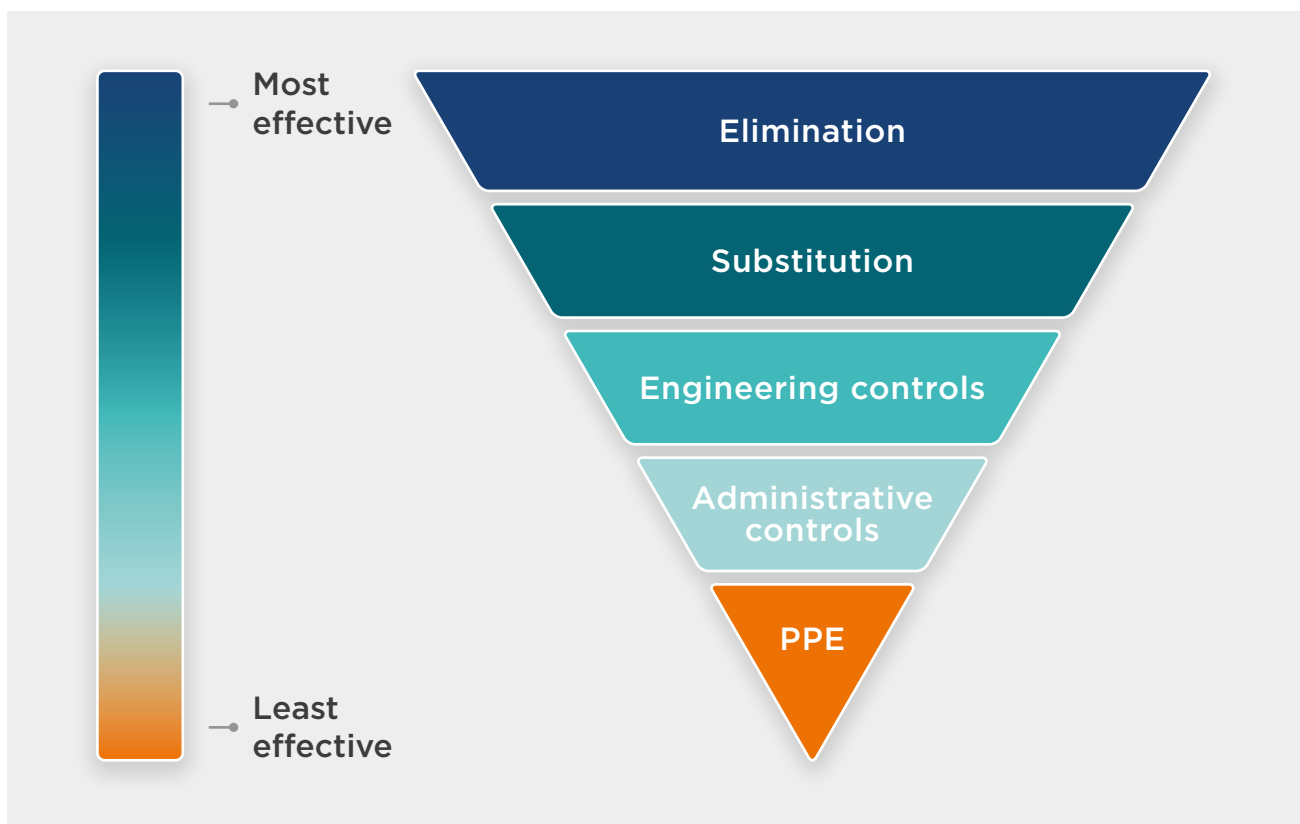 Most
effective
Elimination
Substitution
Engineering controls
Administrative
controls
PPE
Least
effective